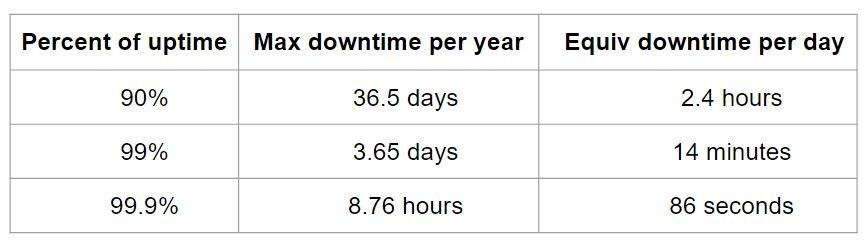 Percent of uptime Max downtime per year Equiv downtime per day
90% 36.5 days 2.4 hours
99% 3.65 days 14 minutes
99.9% 8.76 hours 86 seconds